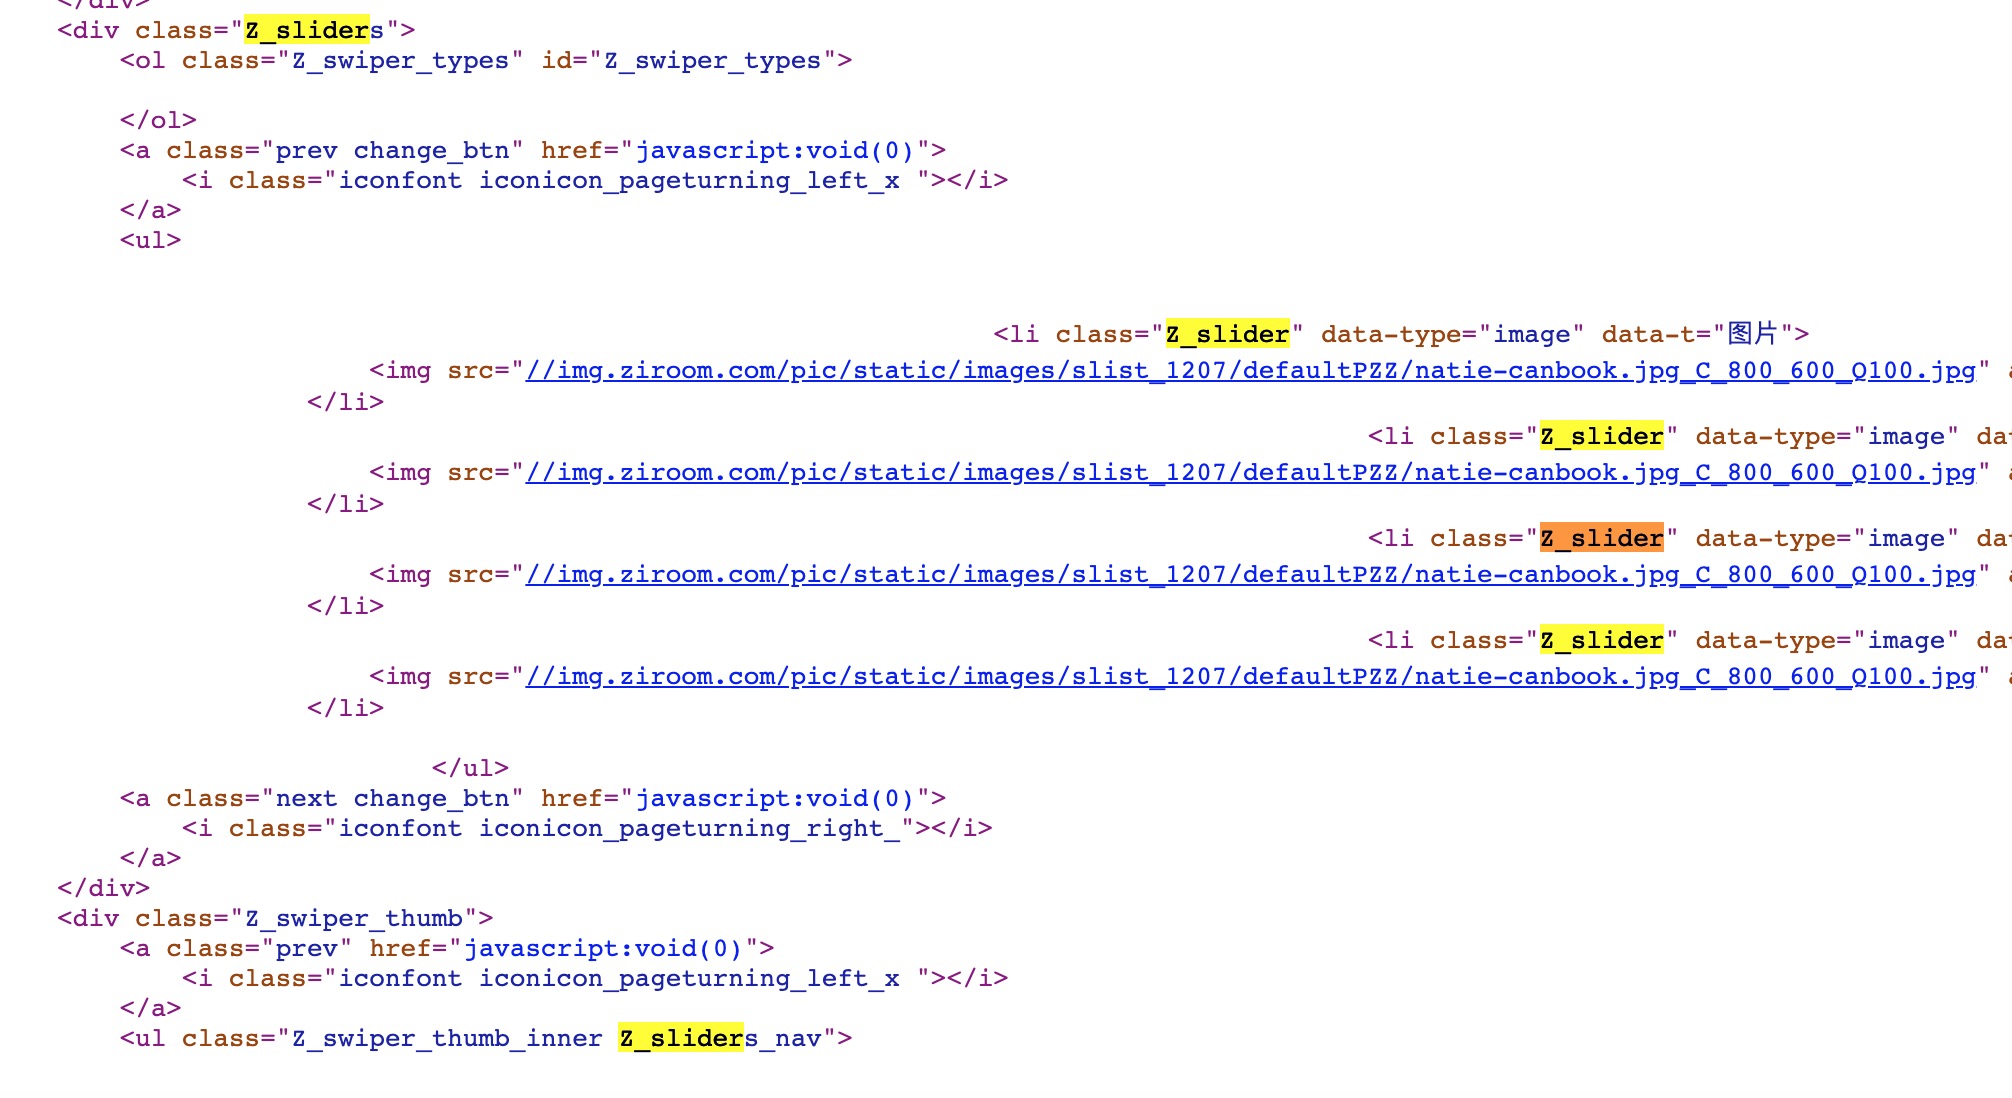 </div>
<div class="Z_sliders">
<ol class="Z_swiper_types" id="Z_swiper_types">
</ol>
<a class="prev change_btn" href="javascript:void(0)">
<i class="iconfont iconicon_pageturning_left_x "></i>
</a>
<ul>
<li class="Z_slider" data-type="image" data-t="图片">
<img src="//img.ziroom.com/pic/static/images/slist_1207/defaultPZZ/natie-canbook.jpg_C_800_600_Q100.jpg" a
</li>
<li class="Z_slider" data-type="image" da
<img src="//img.ziroom.com/pic/static/images/slist_1207/defaultPZZ/natie-canbook.jpg_C_800_600_Q100.jpg" a
</li>
<li class="Z_slider" data-type="image" da
<img src="//img.ziroom.com/pic/static/images/slist_1207/defaultPZZ/natie-canbook.jpg_C_800_600_Q100.jpg" a
</li>
<li class="Z_slider" data-type="image" da
<img src="//img.ziroom.com/pic/static/images/slist_1207/defaultPZZ/natie-canbook.jpg_C_800_600_Q100.jpg" a
</li>
</ul>
<a class="next change_btn" href="javascript:void(0)">
<i class="iconfont iconicon_pageturning_right_"></i>
</a>
</div>
<div class="Z_swiper_thumb">
<a class="prev" href="javascript:void(0)">
<i class="iconfont iconicon_pageturning_left_x "></i>
</a>
<ul class="Z_swiper_thumb_inner Z_sliders_nav">